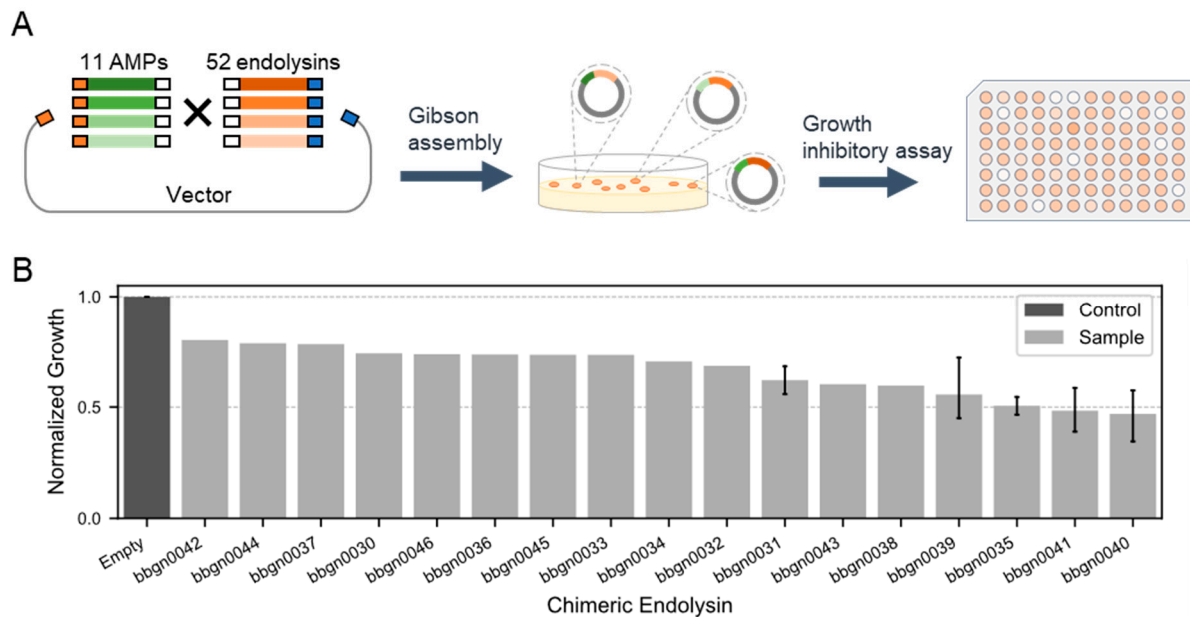 A
11 AMPs 52 endolysins
Vector
Gibson
assembly
Growth
inhibitory assay
B
Normalized Growth
1.0
0.5
0.0
Control
Sample
Empty
bbgn0042
bbgn0044
bbgn0037
bbgn0030
bbgn0046
bbgn0036
bbgn0045
bbgn0033
bbgn0034
bbgn0032
bbgn0031
bbgn0043
bbgn0038
bbgn0039
bbgn0035
bbgn0041
bbgn0040
Chimeric Endolysin